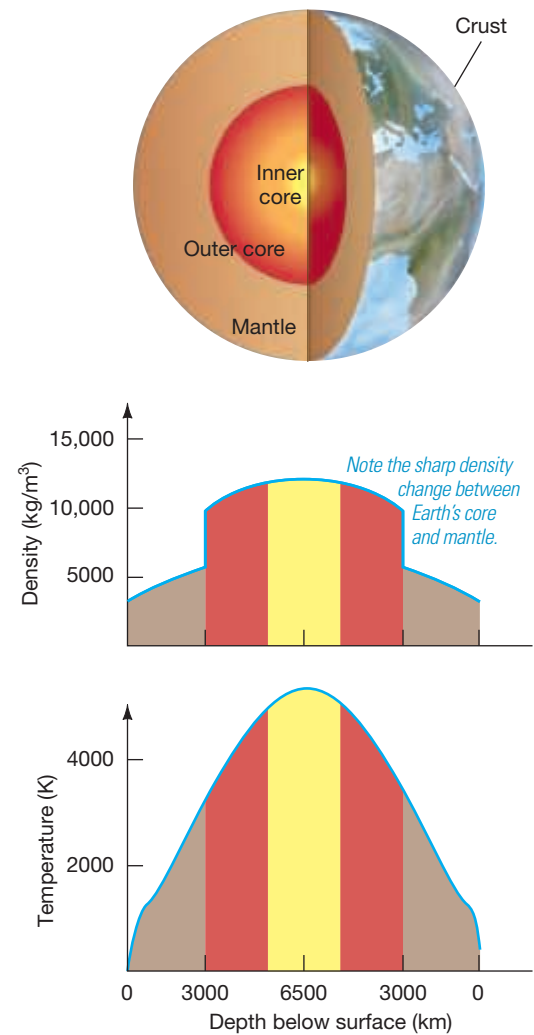 Crust
Inner
core
Outer core
Mantle
15,000
10,000
5000
Density (kg/m³)
Note the sharp density
change between
Earth's core
and mantle.
4000
2000
Temperature (K)
0 3000 6500 3000 0
Depth below surface (km)